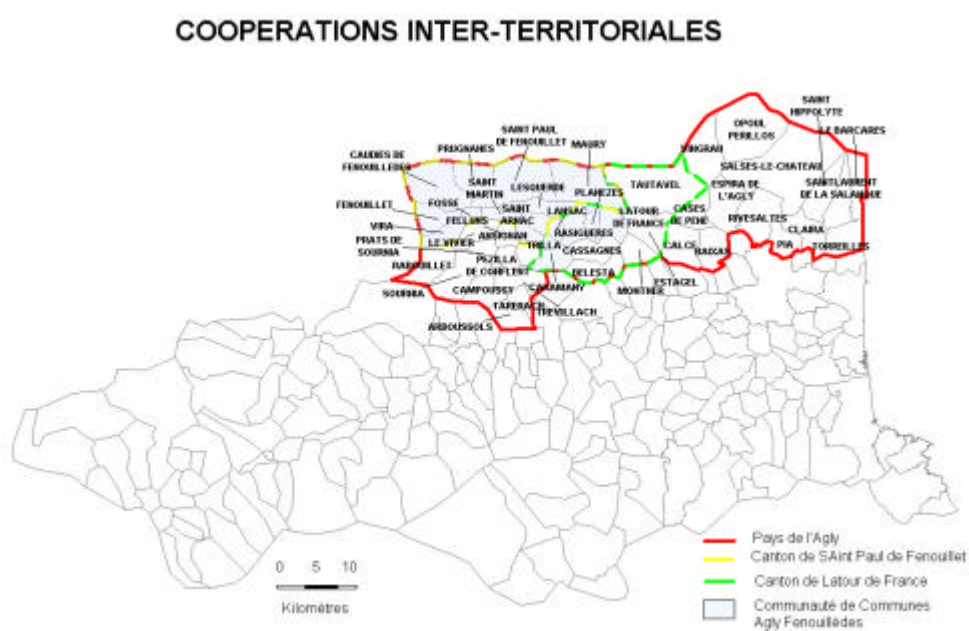 COOPERATIONS INTER-TERRITORIALES
SAINT
HIPPOLYTE
LE BARCARES
OPOUL
PERILLOS
SAINT PAUL
DE FENOUILLET
MAURY
VINGRAU
PRUGNANES
CAUDIES DE
FENOUILLEDES
SALSES-LE-CHATEAU
SAINT
MARTIN
LESQUERDE
PLANEZES
TAUTAVEL
ESPIRA DE
L'AGLY
SAINT LAURENT
DE LA SALANQUE
FENOUILLET
FOSSE
SAINT
ARNAC
LANSAC
LATOUR
DE FRANCE
CASES
DE PENE
RIVESALTES
VIRA
FELLUNS
ANSIGNAN
RASIGUERES
CLAIRA
PRATS DE
SOURNIA
LE VIVIER
TRILLA
CASSAGNES
CALCE
BAIXAS
PIA
TORREILLES
RABOUILLET
PEZILLA
DE CONFLENT
BELESTA
ESTAGEL
MONTNER
SOURNIA
CAMPOUSSY
CARAMANY
TARERACH
TREVILLACH
ARBOUSSOLS
Pays de l'Agly
Canton de SAint Paul de Fenouillet
Canton de Latour de France
Communauté de Communes
Agly Fenouillèdes
0 5 10
Kilomètres